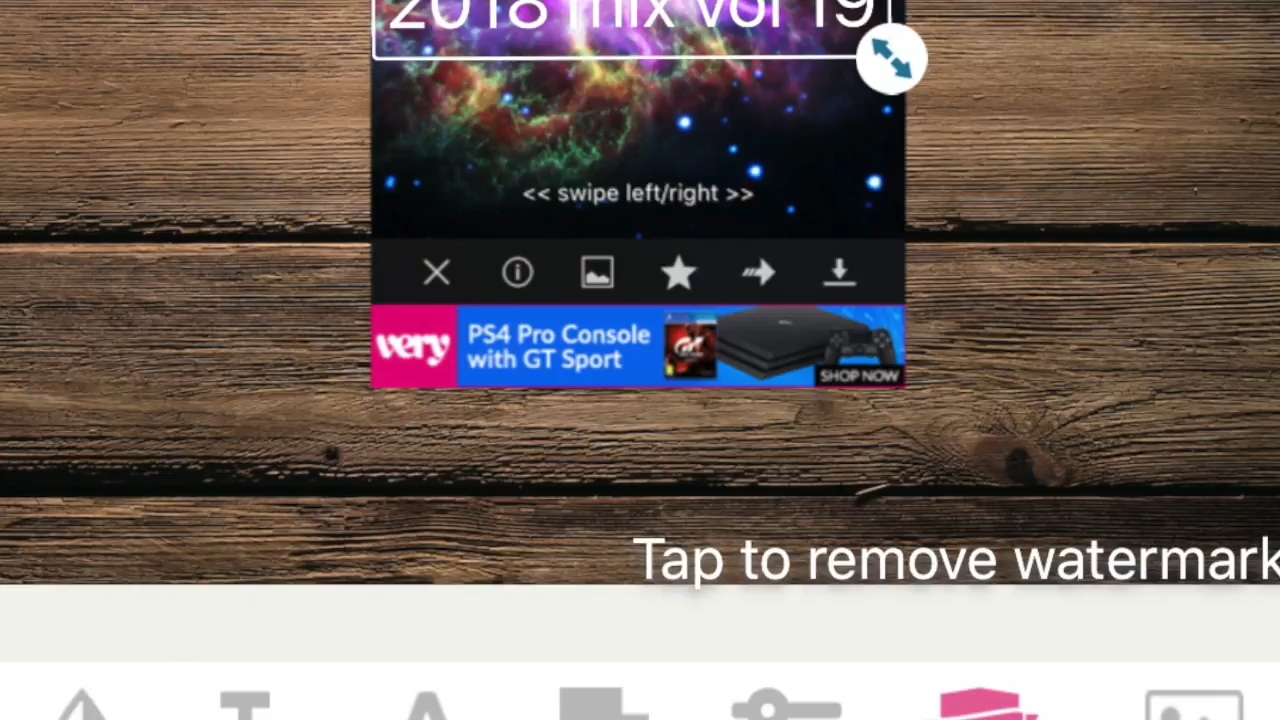 2018 mix vol 19
<< swipe left/right >>
very
PS4 Pro Console
with GT Sport
GT
SHOP NOW
Tap to remove watermark
T
A